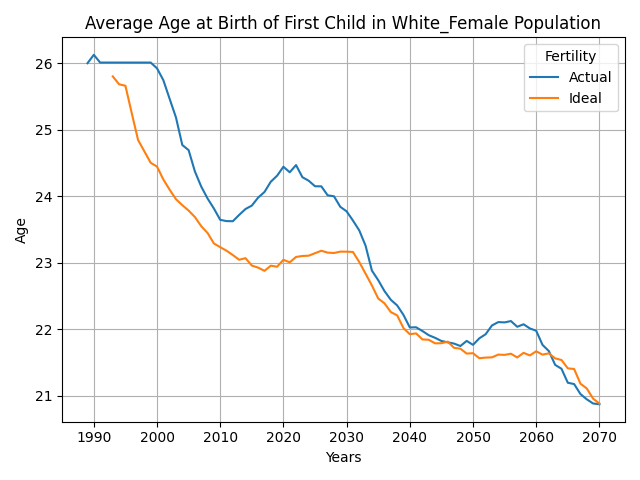 Average Age at Birth of First Child in White_Female Population
Fertility
Actual
Ideal
Age
26
25
24
23
22
21
1990 2000 2010 2020 2030 2040 2050 2060 2070
Years